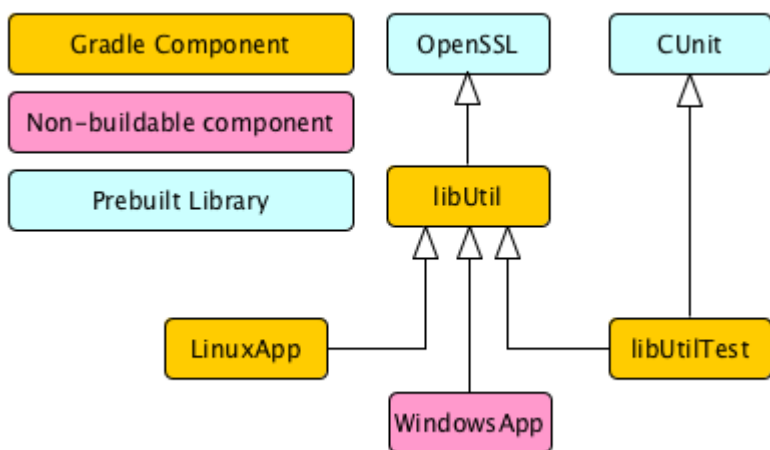 Gradle Component
OpenSSL
CUnit
Non-buildable component
Prebuilt Library
libUtil
LinuxApp
libUtilTest
WindowsApp